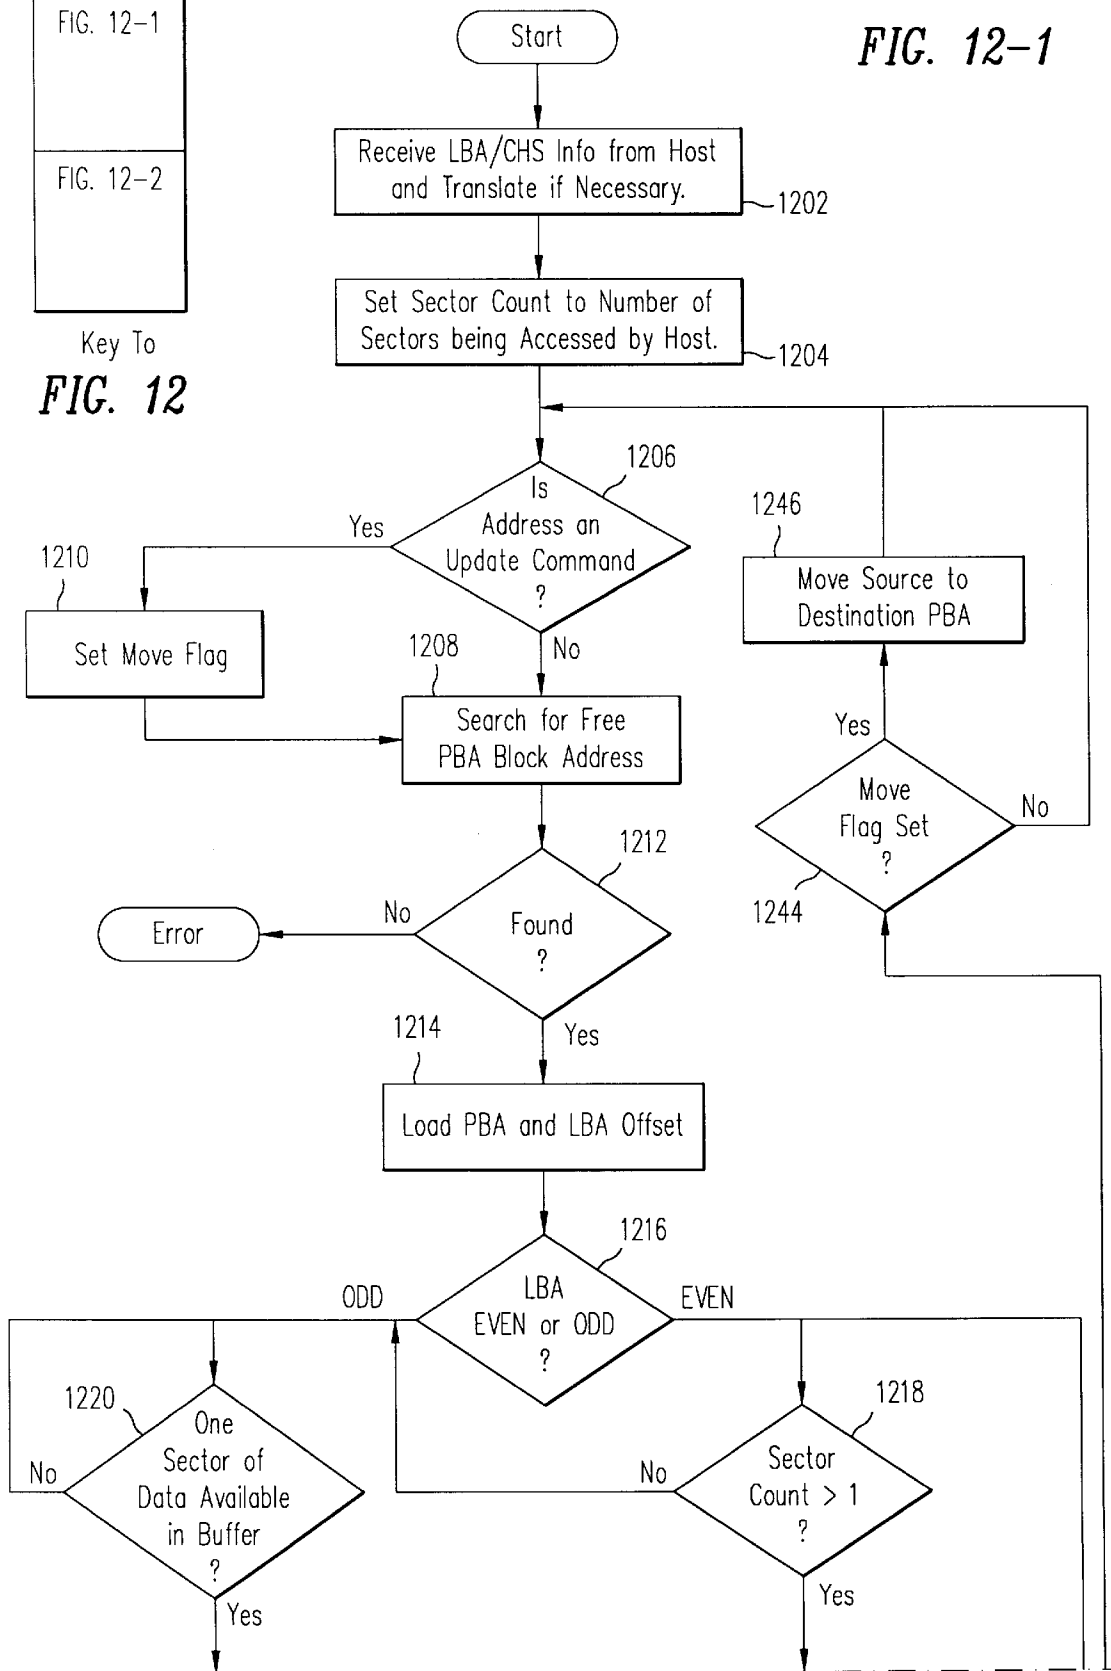 FIG. 12-1
FIG. 12-2
Key To
FIG. 12
FIG. 12-1
Start
Receive LBA/CHS Info from Host
and Translate if Necessary.
1202
Set Sector Count to Number of
Sectors being Accessed by Host.
1204
1206
Is
Address an
Update Command
?
Yes
No
1210
Set Move Flag
1208
Search for Free
PBA Block Address
1246
Move Source to
Destination PBA
Yes
Move
Flag Set
?
No
1244
1212
Found
?
No
Error
Yes
1214
Load PBA and LBA Offset
1216
LBA
EVEN or ODD
?
ODD
EVEN
1220
One
Sector of
Data Available
in Buffer
?
No
Yes
1218
Sector
Count > 1
?
No
Yes